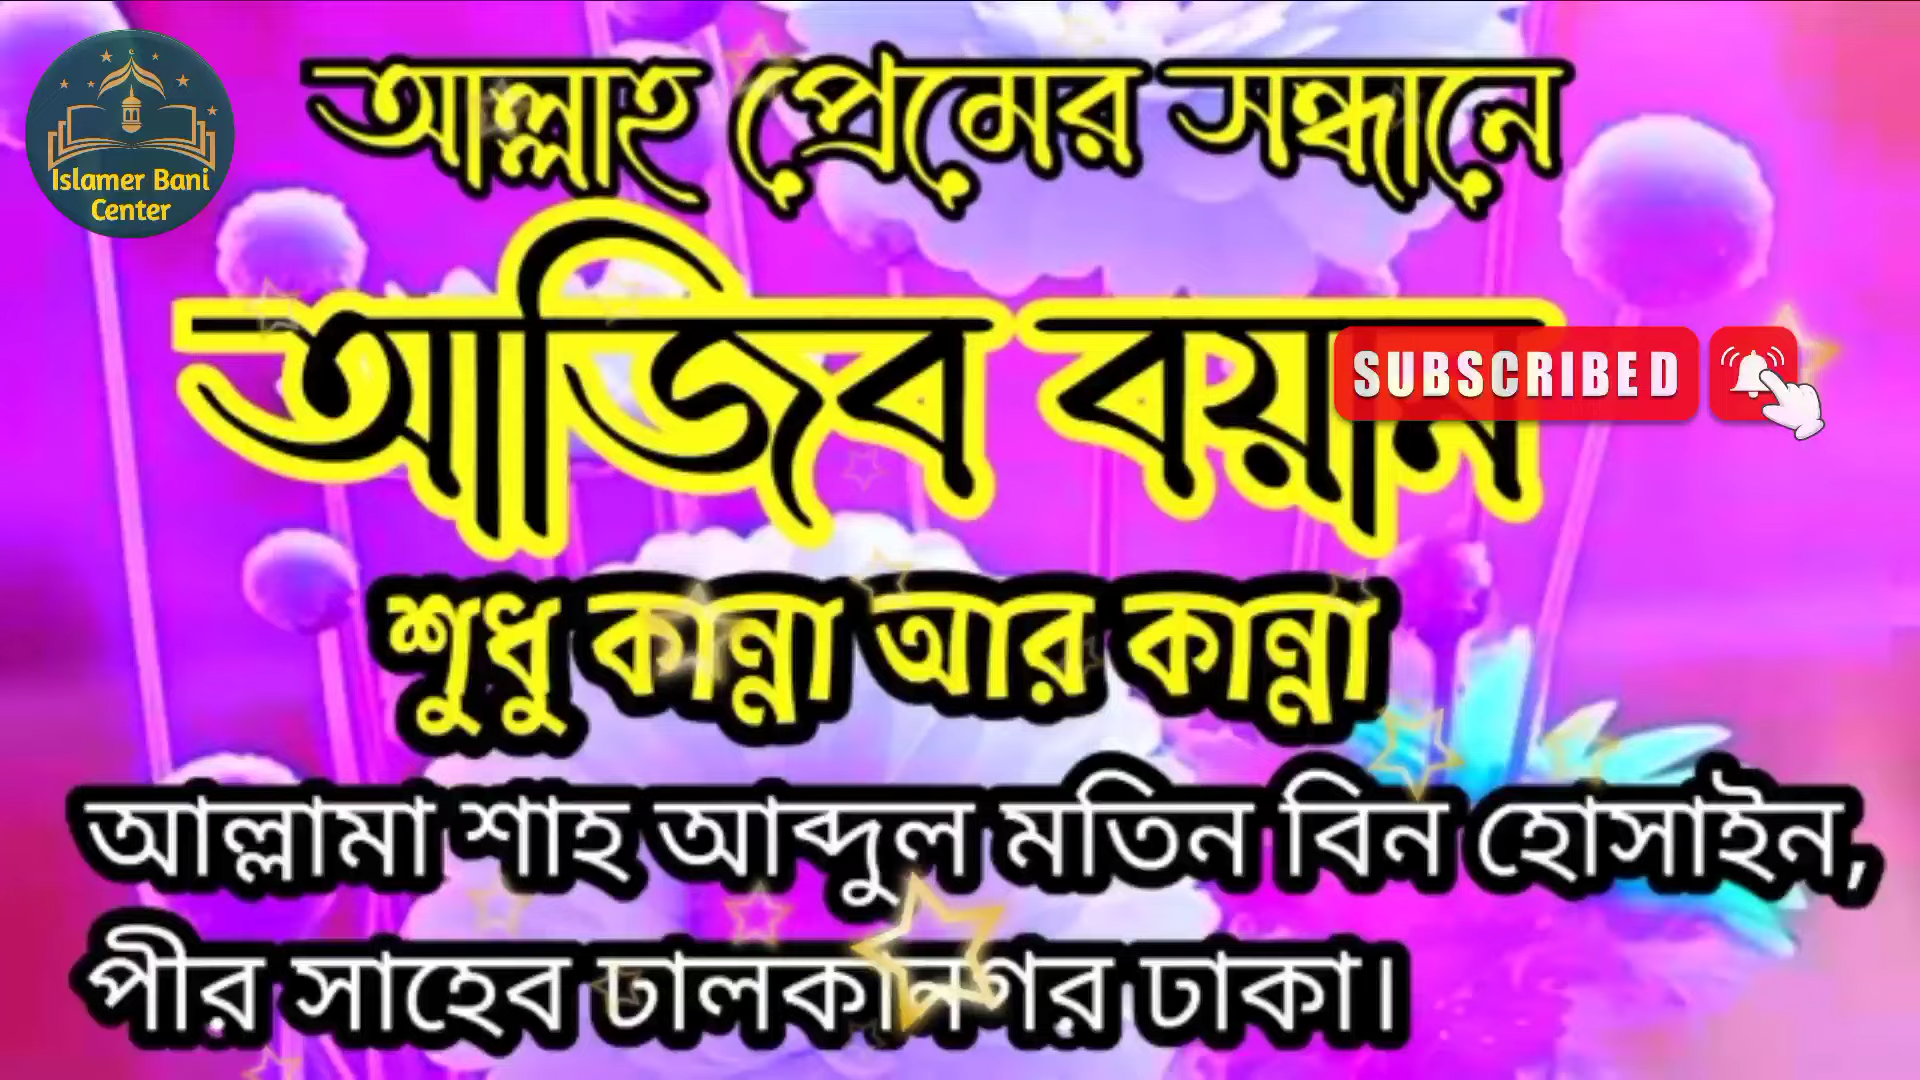 Islamer Bani
Center
আল্লাহ প্রেমের সন্ধানে
আজিব বয়ান
SUBSCRIBED
শুধু কান্না আর কান্না
আল্লামা শাহ আব্দুল মতিন বিন হোসাইন,
পীর সাহেব ঢালকানগর ঢাকা।